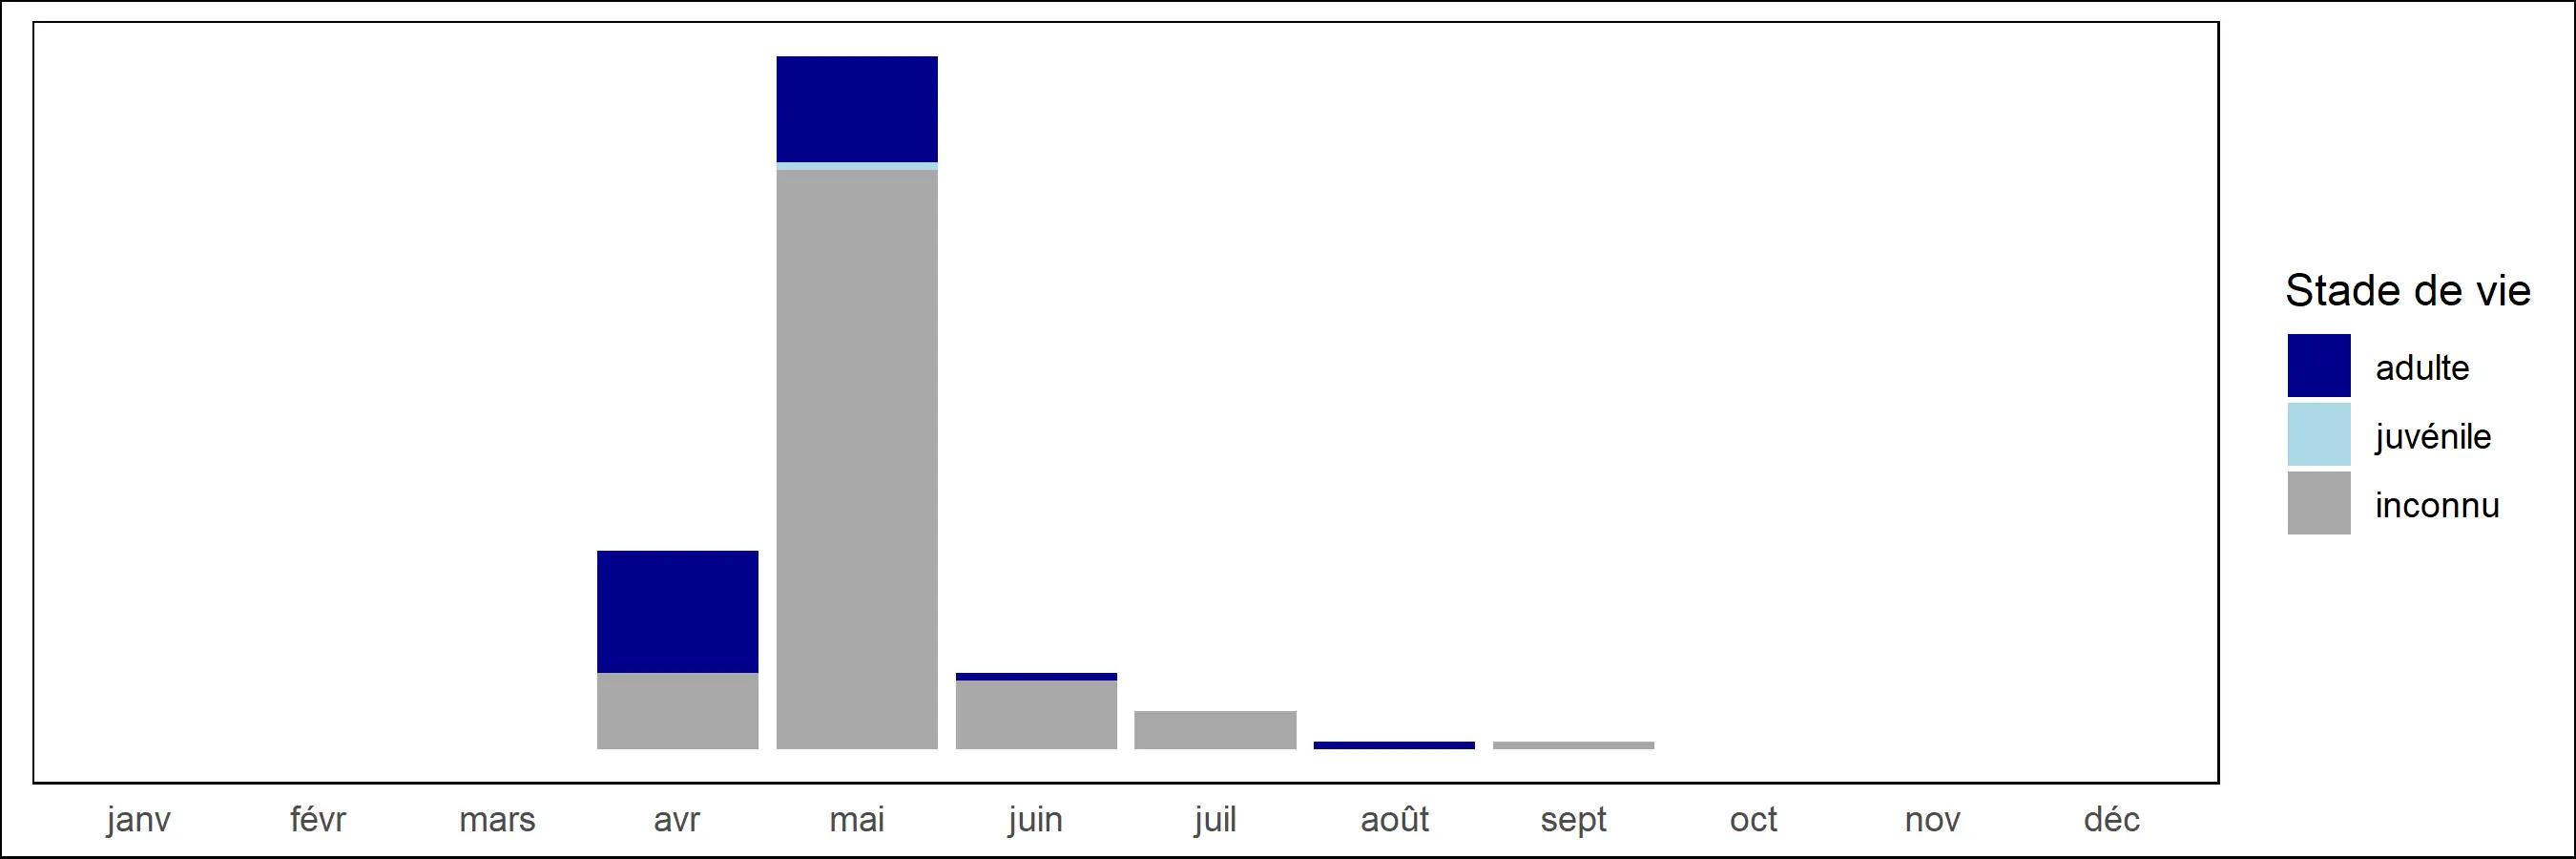 Stade de vie
adulte
juvénile
inconnu
janv févr mars avr mai juin juil août sept oct nov déc